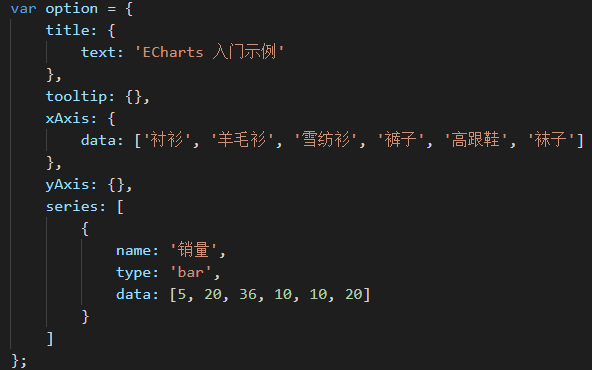 var option = {
    title: {
        text: 'ECharts 入门示例'
    },
    tooltip: {},
    xAxis: {
        data: ['衬衫', '羊毛衫', '雪纺衫', '裤子', '高跟鞋', '袜子']
    },
    yAxis: {},
    series: [
        {
            name: '销量',
            type: 'bar',
            data: [5, 20, 36, 10, 10, 20]
        }
    ]
};